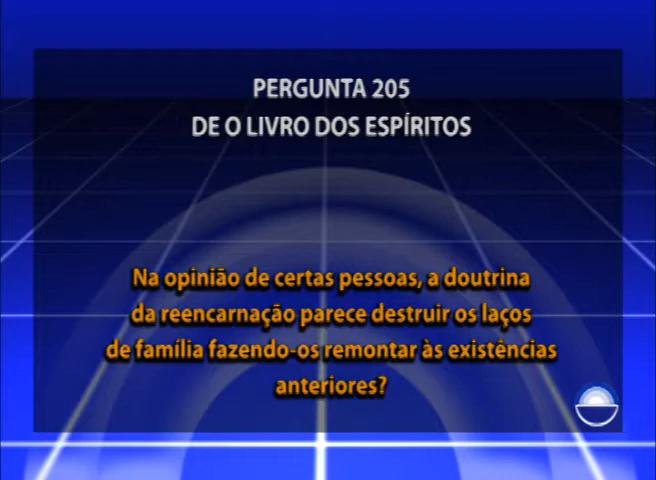 PERGUNTA 205
DE O LIVRO DOS ESPÍRITOS
Na opinião de certas pessoas, a doutrina
da reencarnação parece destruir os laços
de família fazendo-os remontar às existências
anteriores?